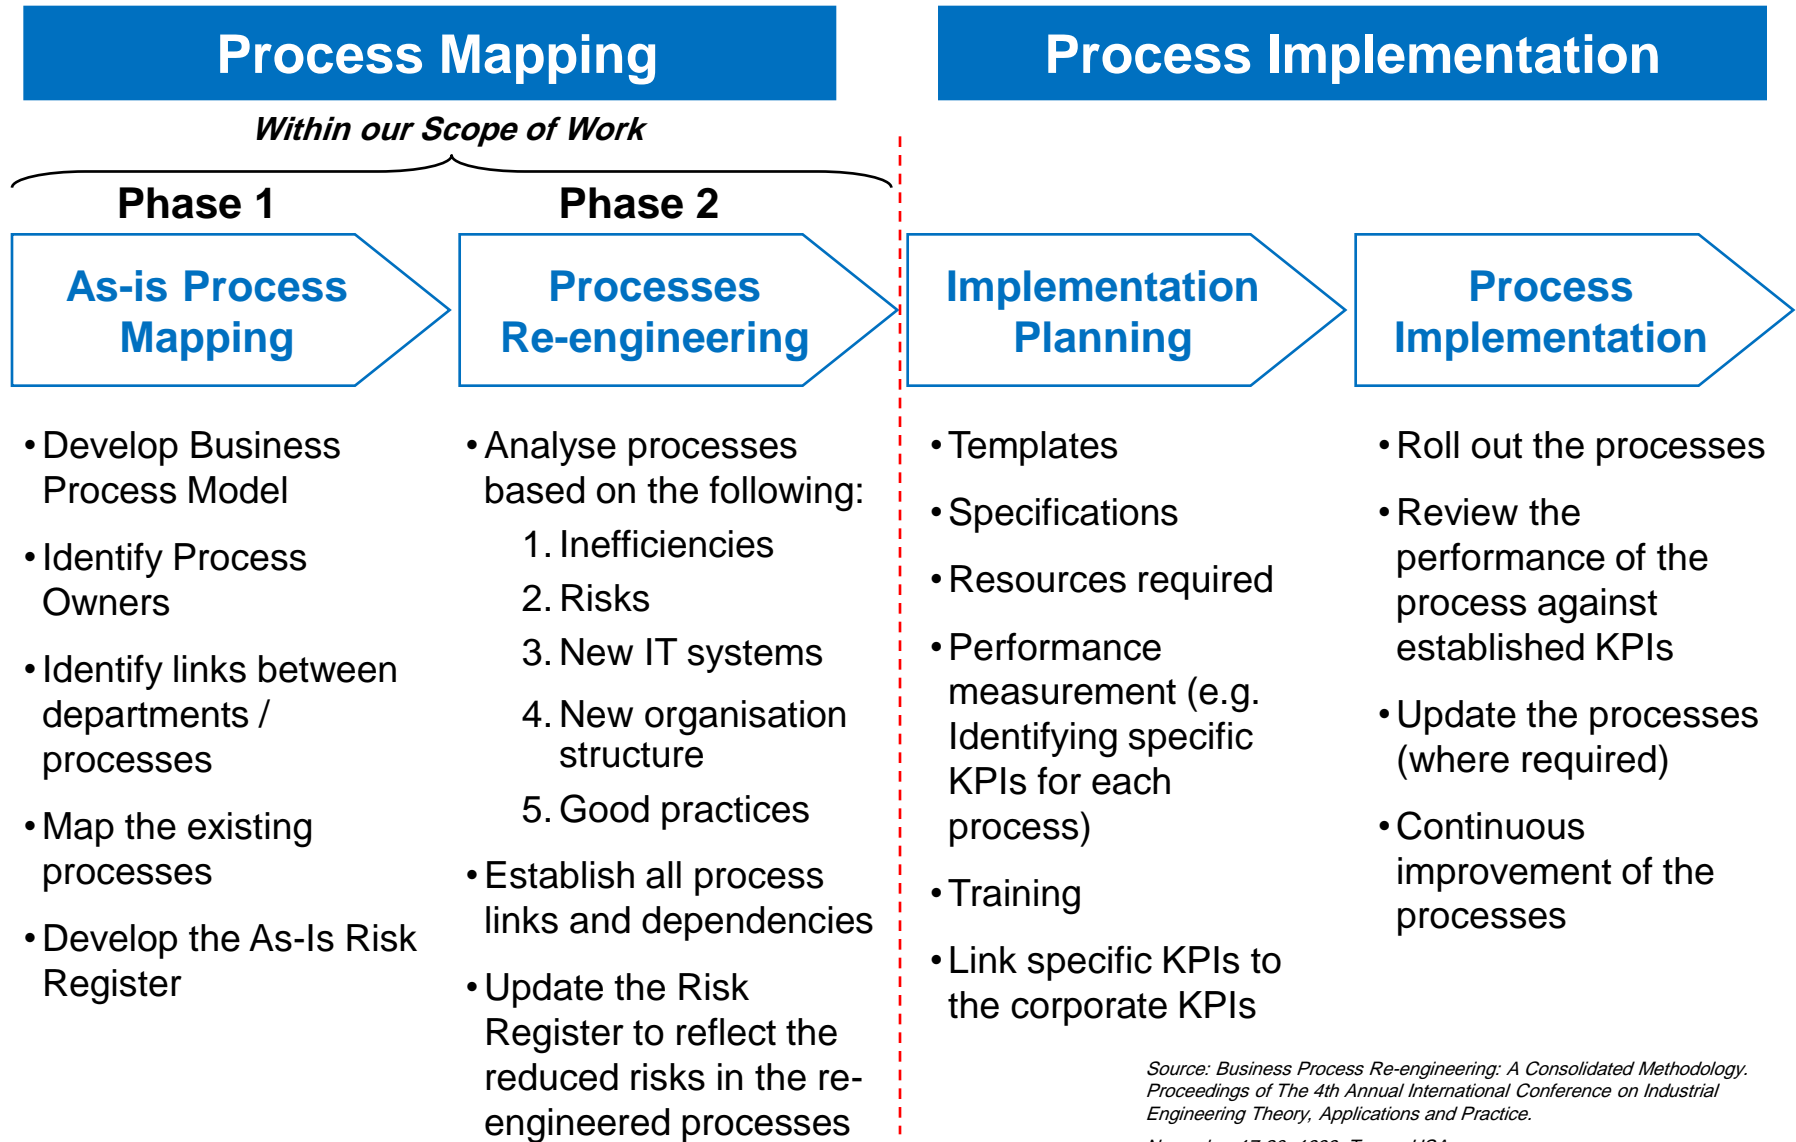 Process Mapping
Process Implementation
Within our Scope of Work
Phase 1
Phase 2
As-is Process
Mapping
Processes
Re-engineering
Implementation
Planning
Process
Implementation
•Develop Business
Process Model
•Identify Process
Owners
•Identify links between
departments /
processes
•Map the existing
processes
•Develop the As-Is Risk
Register
•Analyse processes
based on the following:
1. Inefficiencies
2. Risks
3. New IT systems
4. New organisation
structure
5. Good practices
•Establish all process
links and dependencies
•Update the Risk
Register to reflect the
reduced risks in the re-
engineered processes
•Templates
•Specifications
•Resources required
•Performance
measurement (e.g.
Identifying specific
KPIs for each
process)
•Training
•Link specific KPIs to
the corporate KPIs
•Roll out the processes
•Review the
performance of the
process against
established KPIs
•Update the processes
(where required)
•Continuous
improvement of the
processes
Source: Business Process Re-engineering: A Consolidated Methodology.
Proceedings of The 4th Annual International Conference on Industrial
Engineering Theory, Applications and Practice.